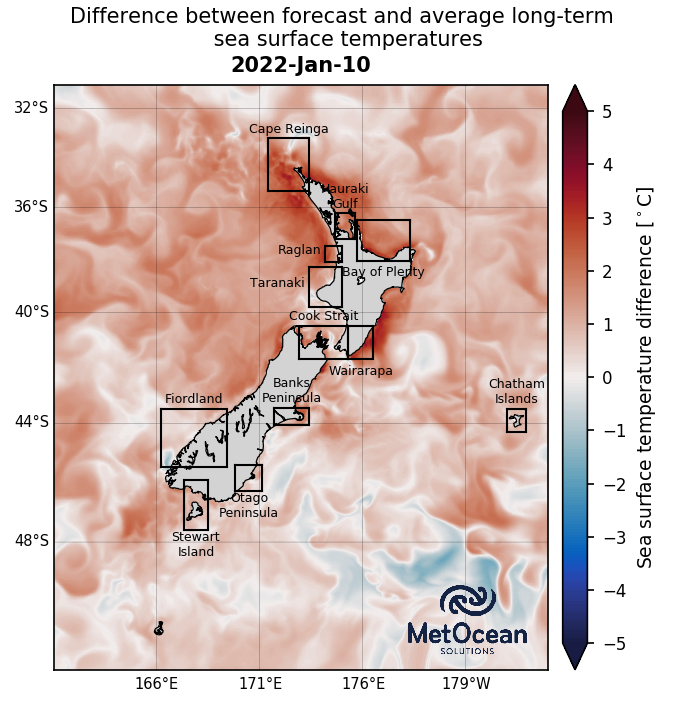 Difference between forecast and average long-term
sea surface temperatures
2022-Jan-10
32°S
36°S
40°S
44°S
48°S
166°E
171°E
176°E
179°W
Cape Reinga
Hauraki
Gulf
Raglan
Bay of Plenty
Taranaki
Cook Strait
Wairarapa
Banks
Peninsula
Fiordland
Chatham
Islands
Otago
Peninsula
Stewart
Island
MetOcean
SOLUTIONS
5
4
3
2
1
0
−1
−2
−3
−4
−5
Sea surface temperature difference [°C]